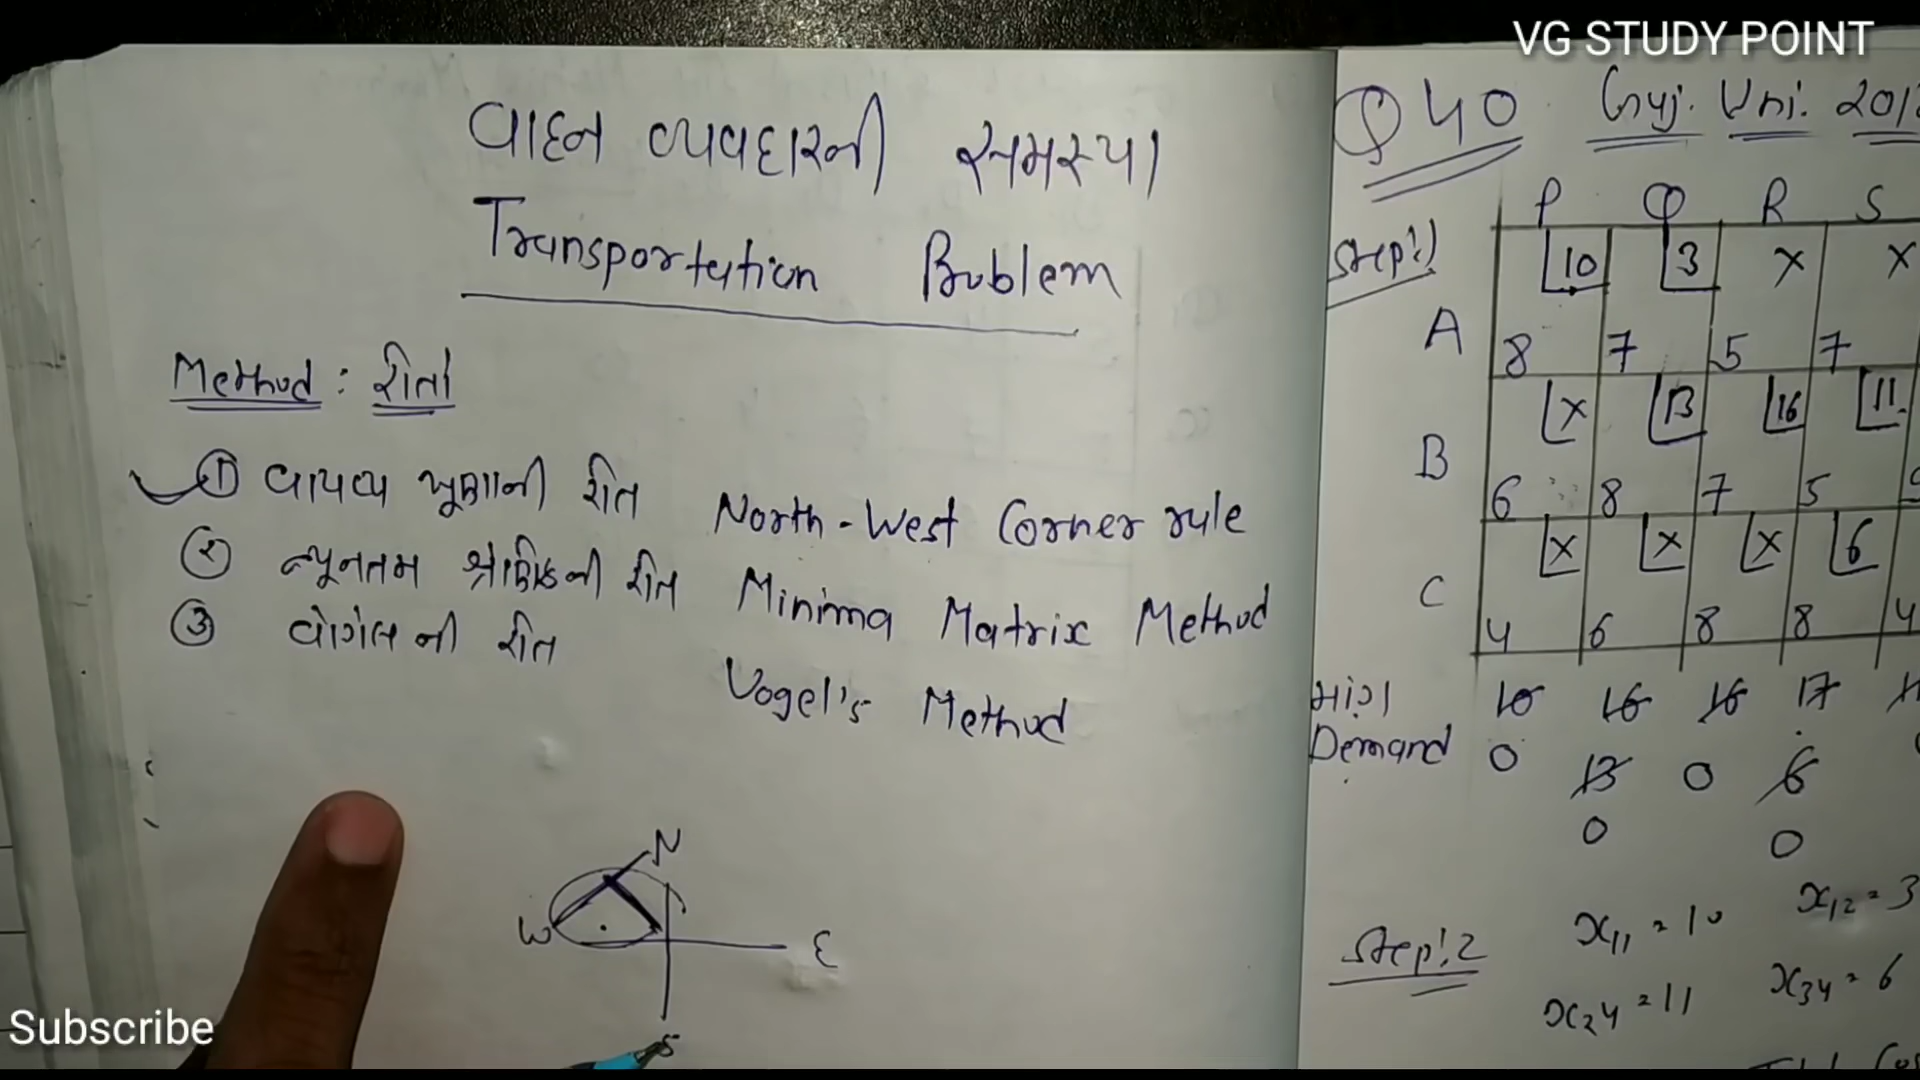 VG STUDY POINT
વાહન વ્યવહારની સમસ્યા
Transportation Problem
Method : રીતો
① વાયવ્ય ખૂણાની રીત North-West Corner rule
② ન્યૂનતમ શ્રેણિકની રીત Minima Matrix Method
③ વોગેલ ની રીત Vogel's Method
N
W E
S
Q 40 Guj. Uni.
Step:1)
P Q R S
10 3 X X
A 8 7 5 7
X 13 16 11
B 6 8 7 5
X X X 6
C 4 6 8 8 4
માંગ 10 16 16 17
Demand 0 13 0 6
0 0
Step:2 x11 = 10 x12 = 3
x24 = 11 x34 = 6
Subscribe